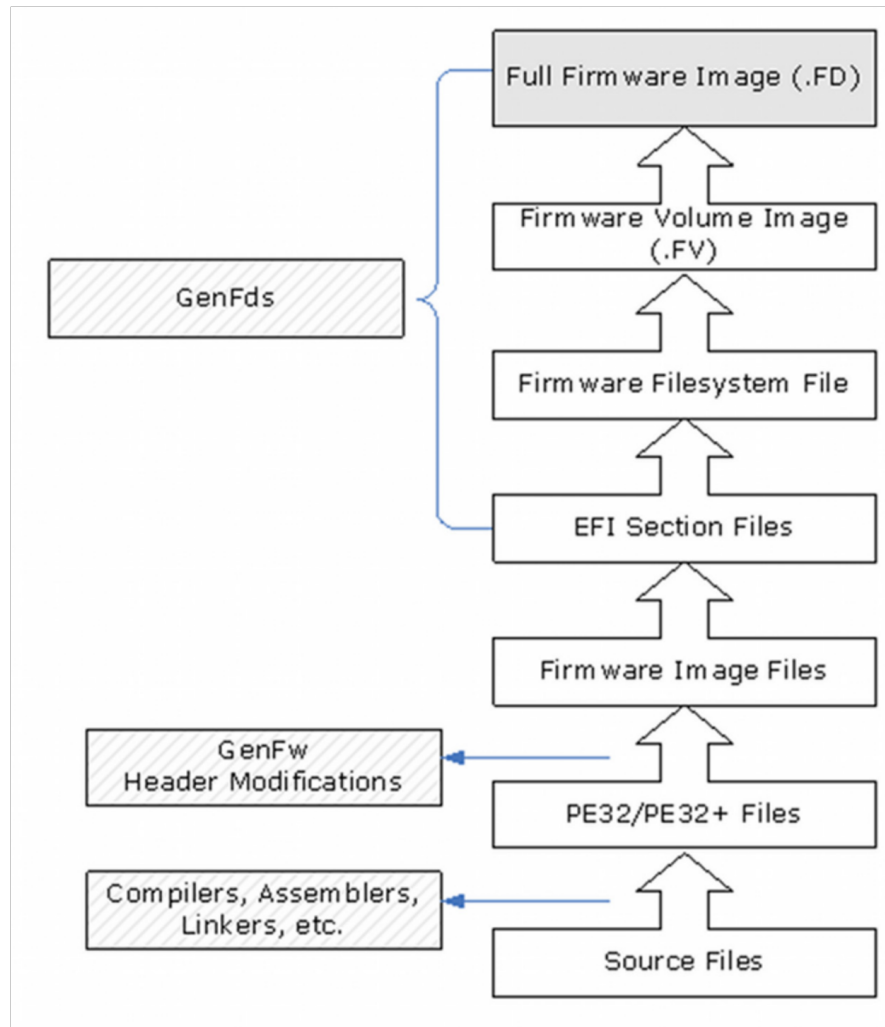 Full Firmware Image (.FD)
Firmware Volume Image
(.FV)
GenFds
Firmware Filesystem File
EFI Section Files
Firmware Image Files
GenFw
Header Modifications
PE32/PE32+ Files
Compilers, Assemblers,
Linkers, etc.
Source Files